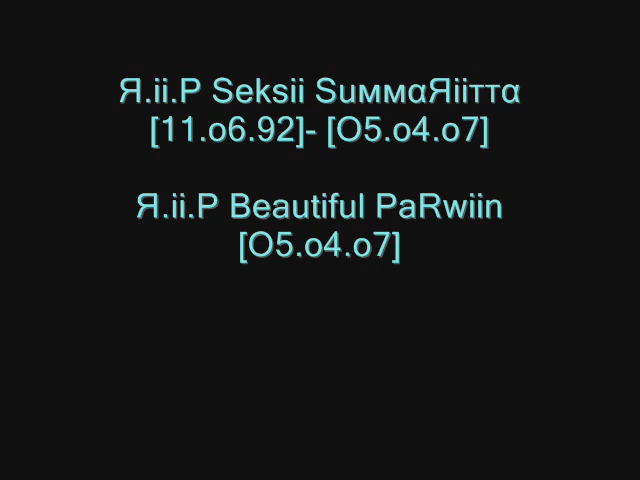 Я.ii.P Seksii SuммαЯiiттα
[11.o6.92]- [O5.o4.o7]
Я.ii.P Beautiful PaRwiin
[O5.o4.o7]